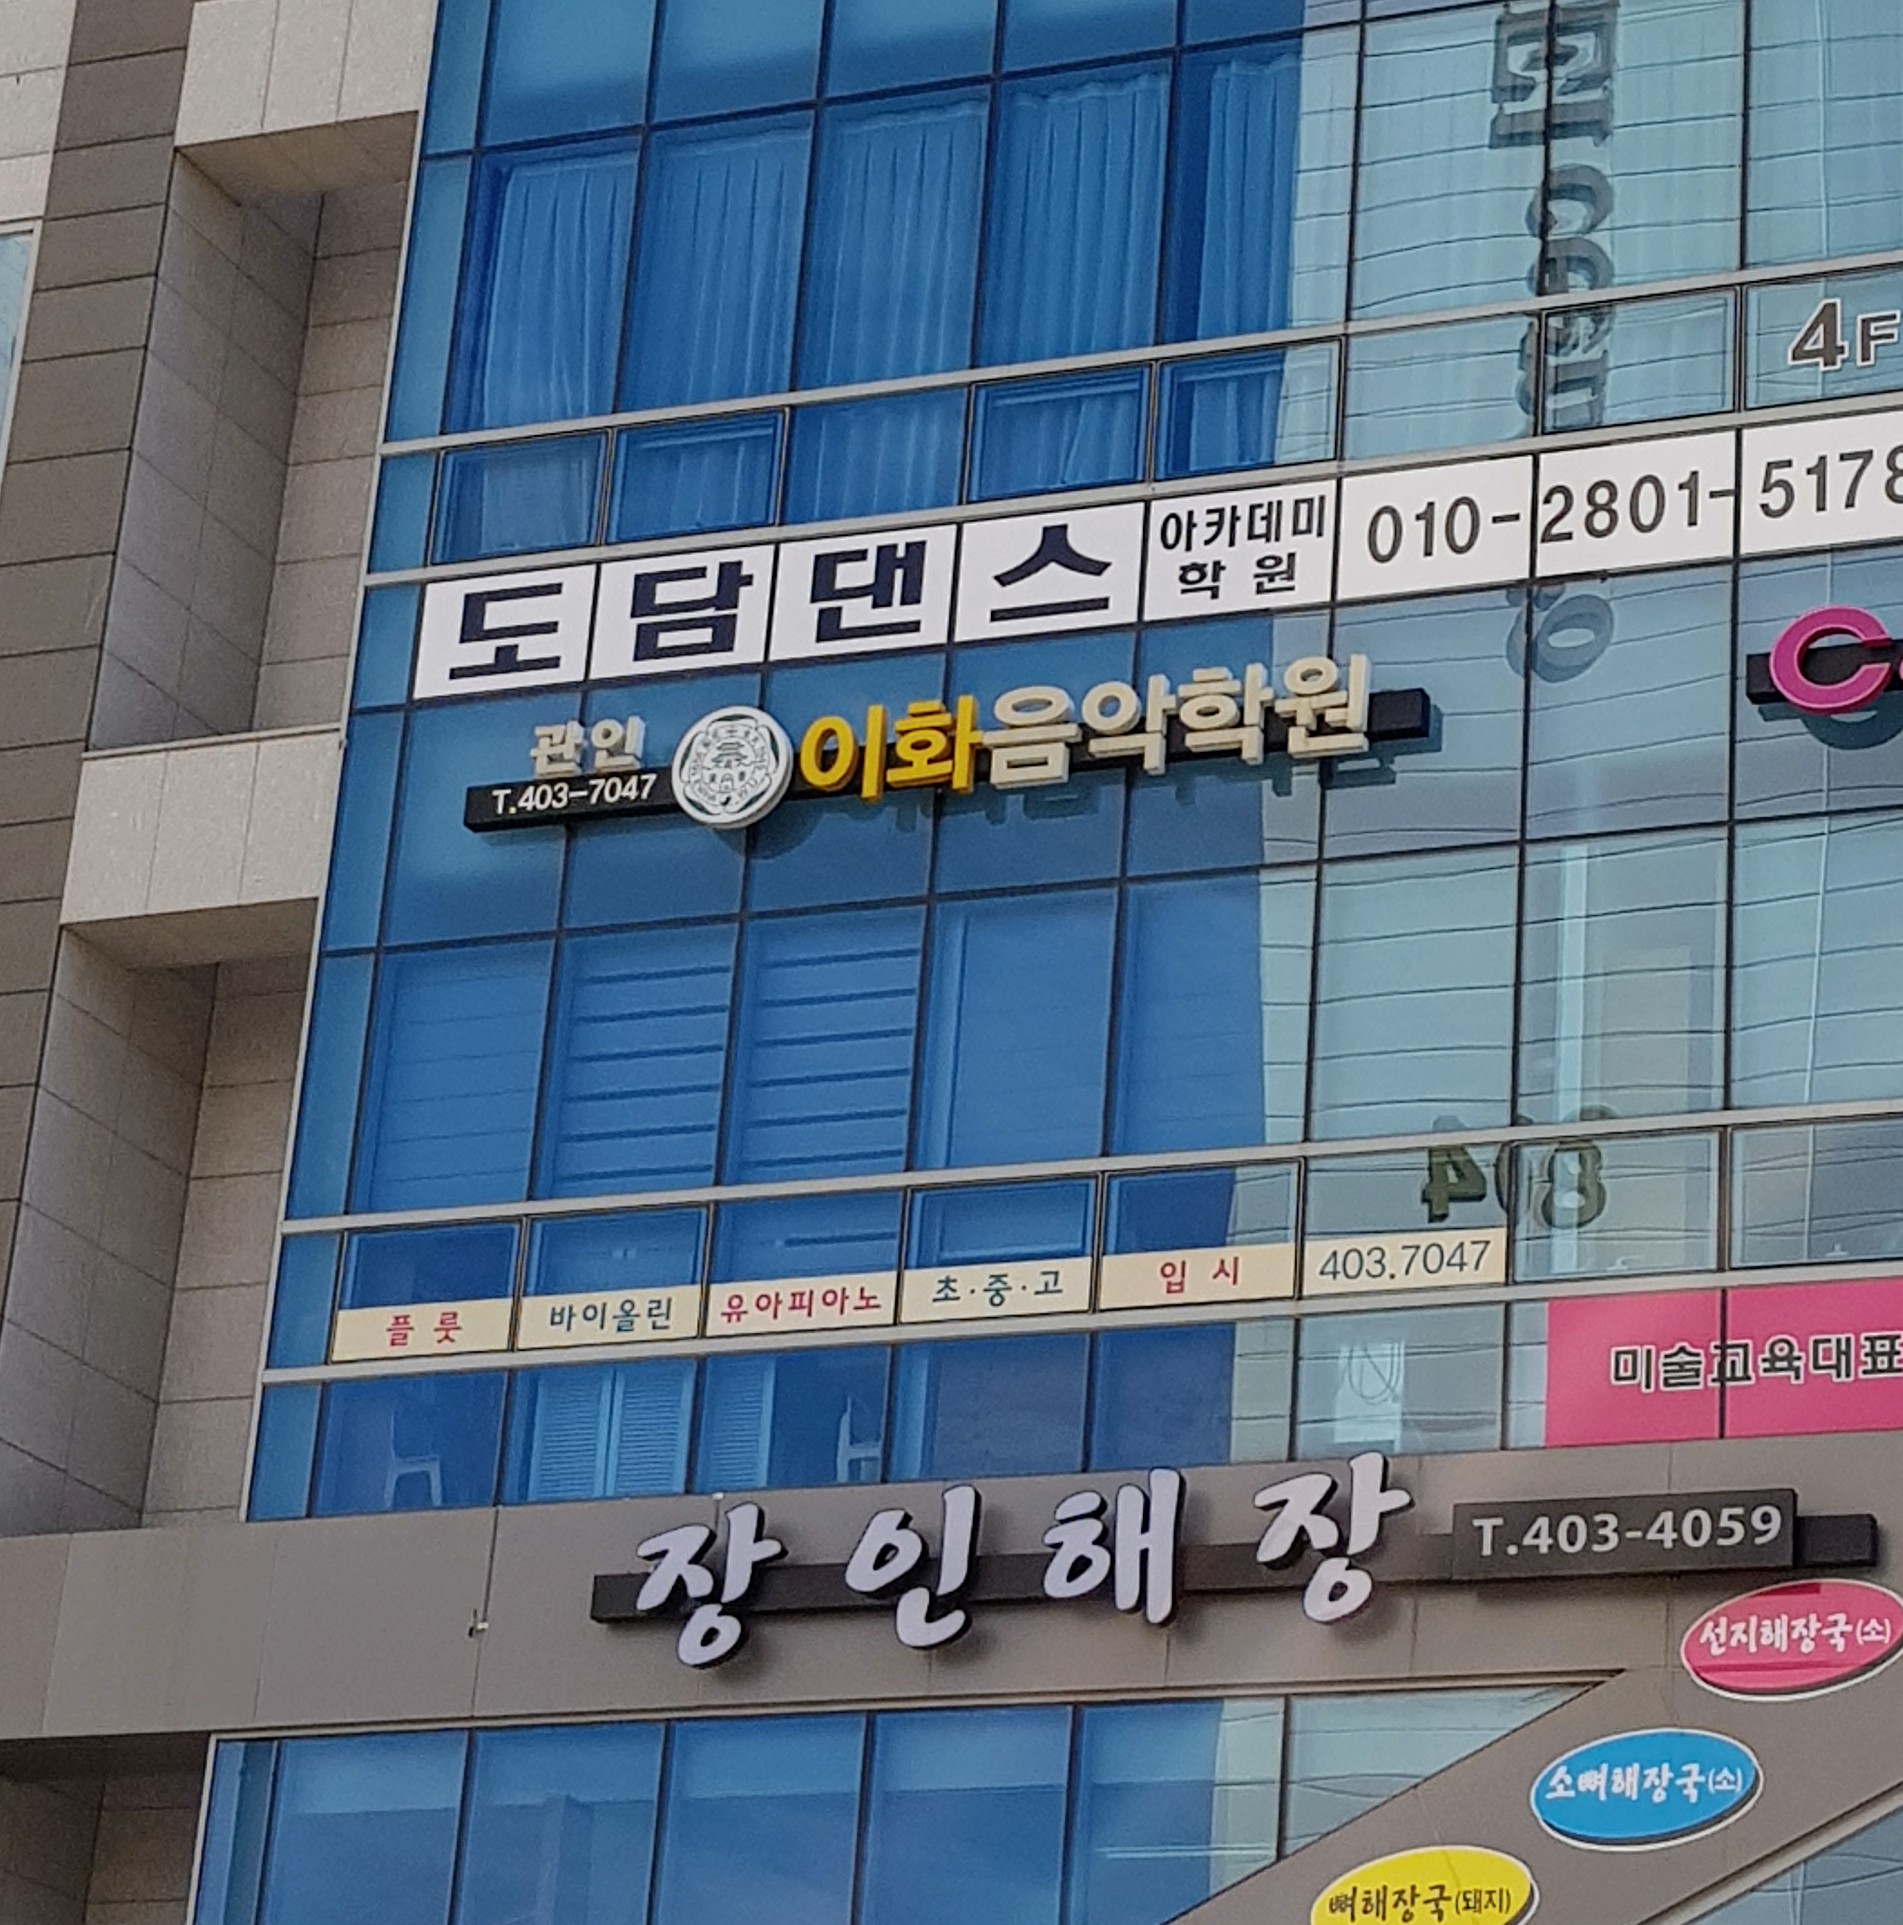 4F
도담댄스 아카데미 학원 010-2801-5178
관인 이화음악학원
T.403-7047
플룻 바이올린 유아피아노 초·중·고 입시 403.7047
미술교육대표
장인해장 T.403-4059
선지해장국(소)
소뼈해장국(소)
뼈해장국(돼지)